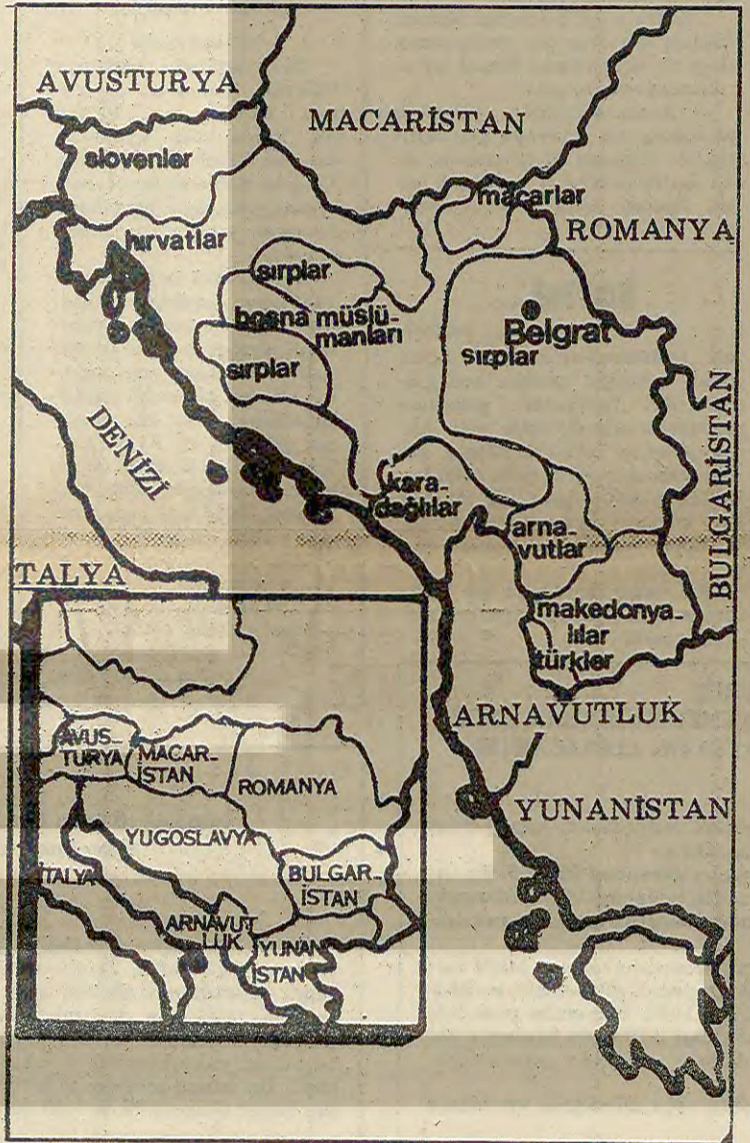 AVUSTURYA
MACARİSTAN
slovenler
macarlar
ROMANYA
hırvatlar
sırplar
bosna müslü-
manları
Belgrat
sırplar
sırplar
DENİZİ
BULGARİSTAN
kara-
dağlılar
arna-
vutlar
TALYA
makedonya-
lılar
türkler
ARNAVUTLUK
YUNANİSTAN
AVUS-
TURYA
MACAR-
İSTAN
ROMANYA
YUGOSLAVYA
İTALYA
BULGAR-
İSTAN
ARNAVUT
LUK
YUNAN
İSTAN